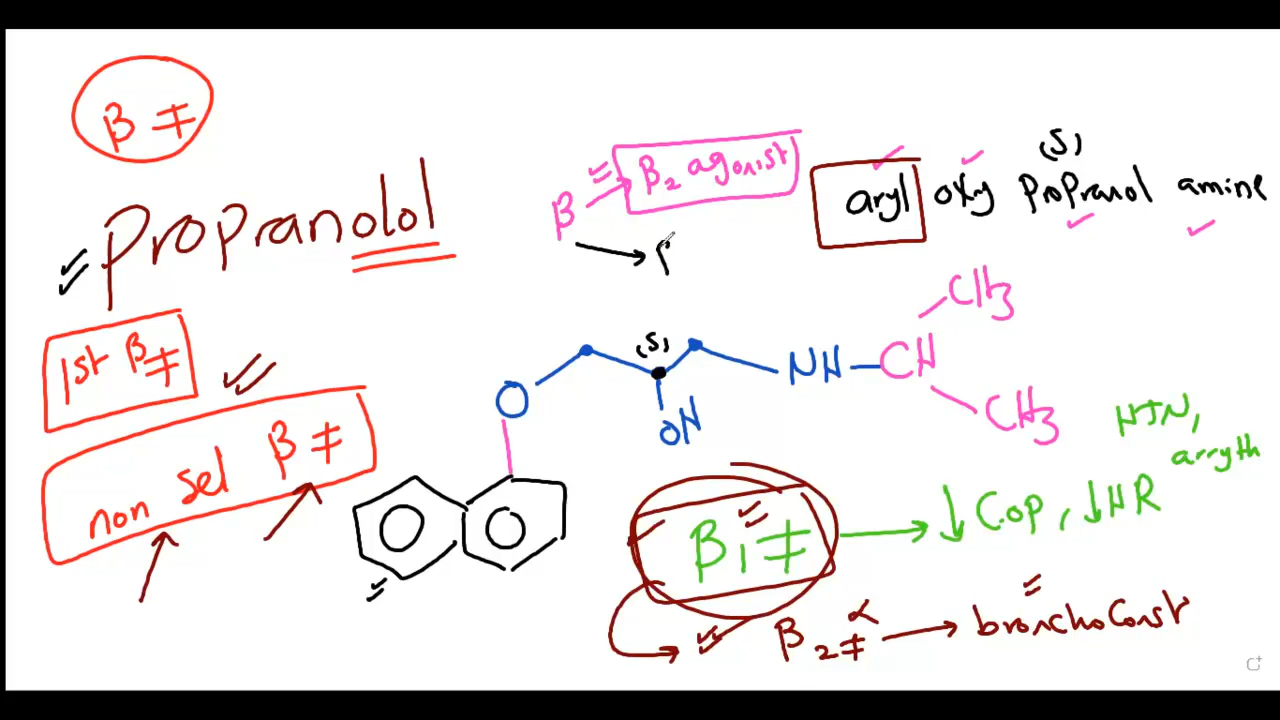 β ≠
Propranolol
1st β ≠
non sel β ≠
β
β₂ agonist
aryl oxy Propranol amine
(S)
(S)
O
OH
NH
CH
CH3
CH3
HTN,
arryth
β₁ ≠
↓ C.op, ↓ HR
β₂ ≠
bronchoConst